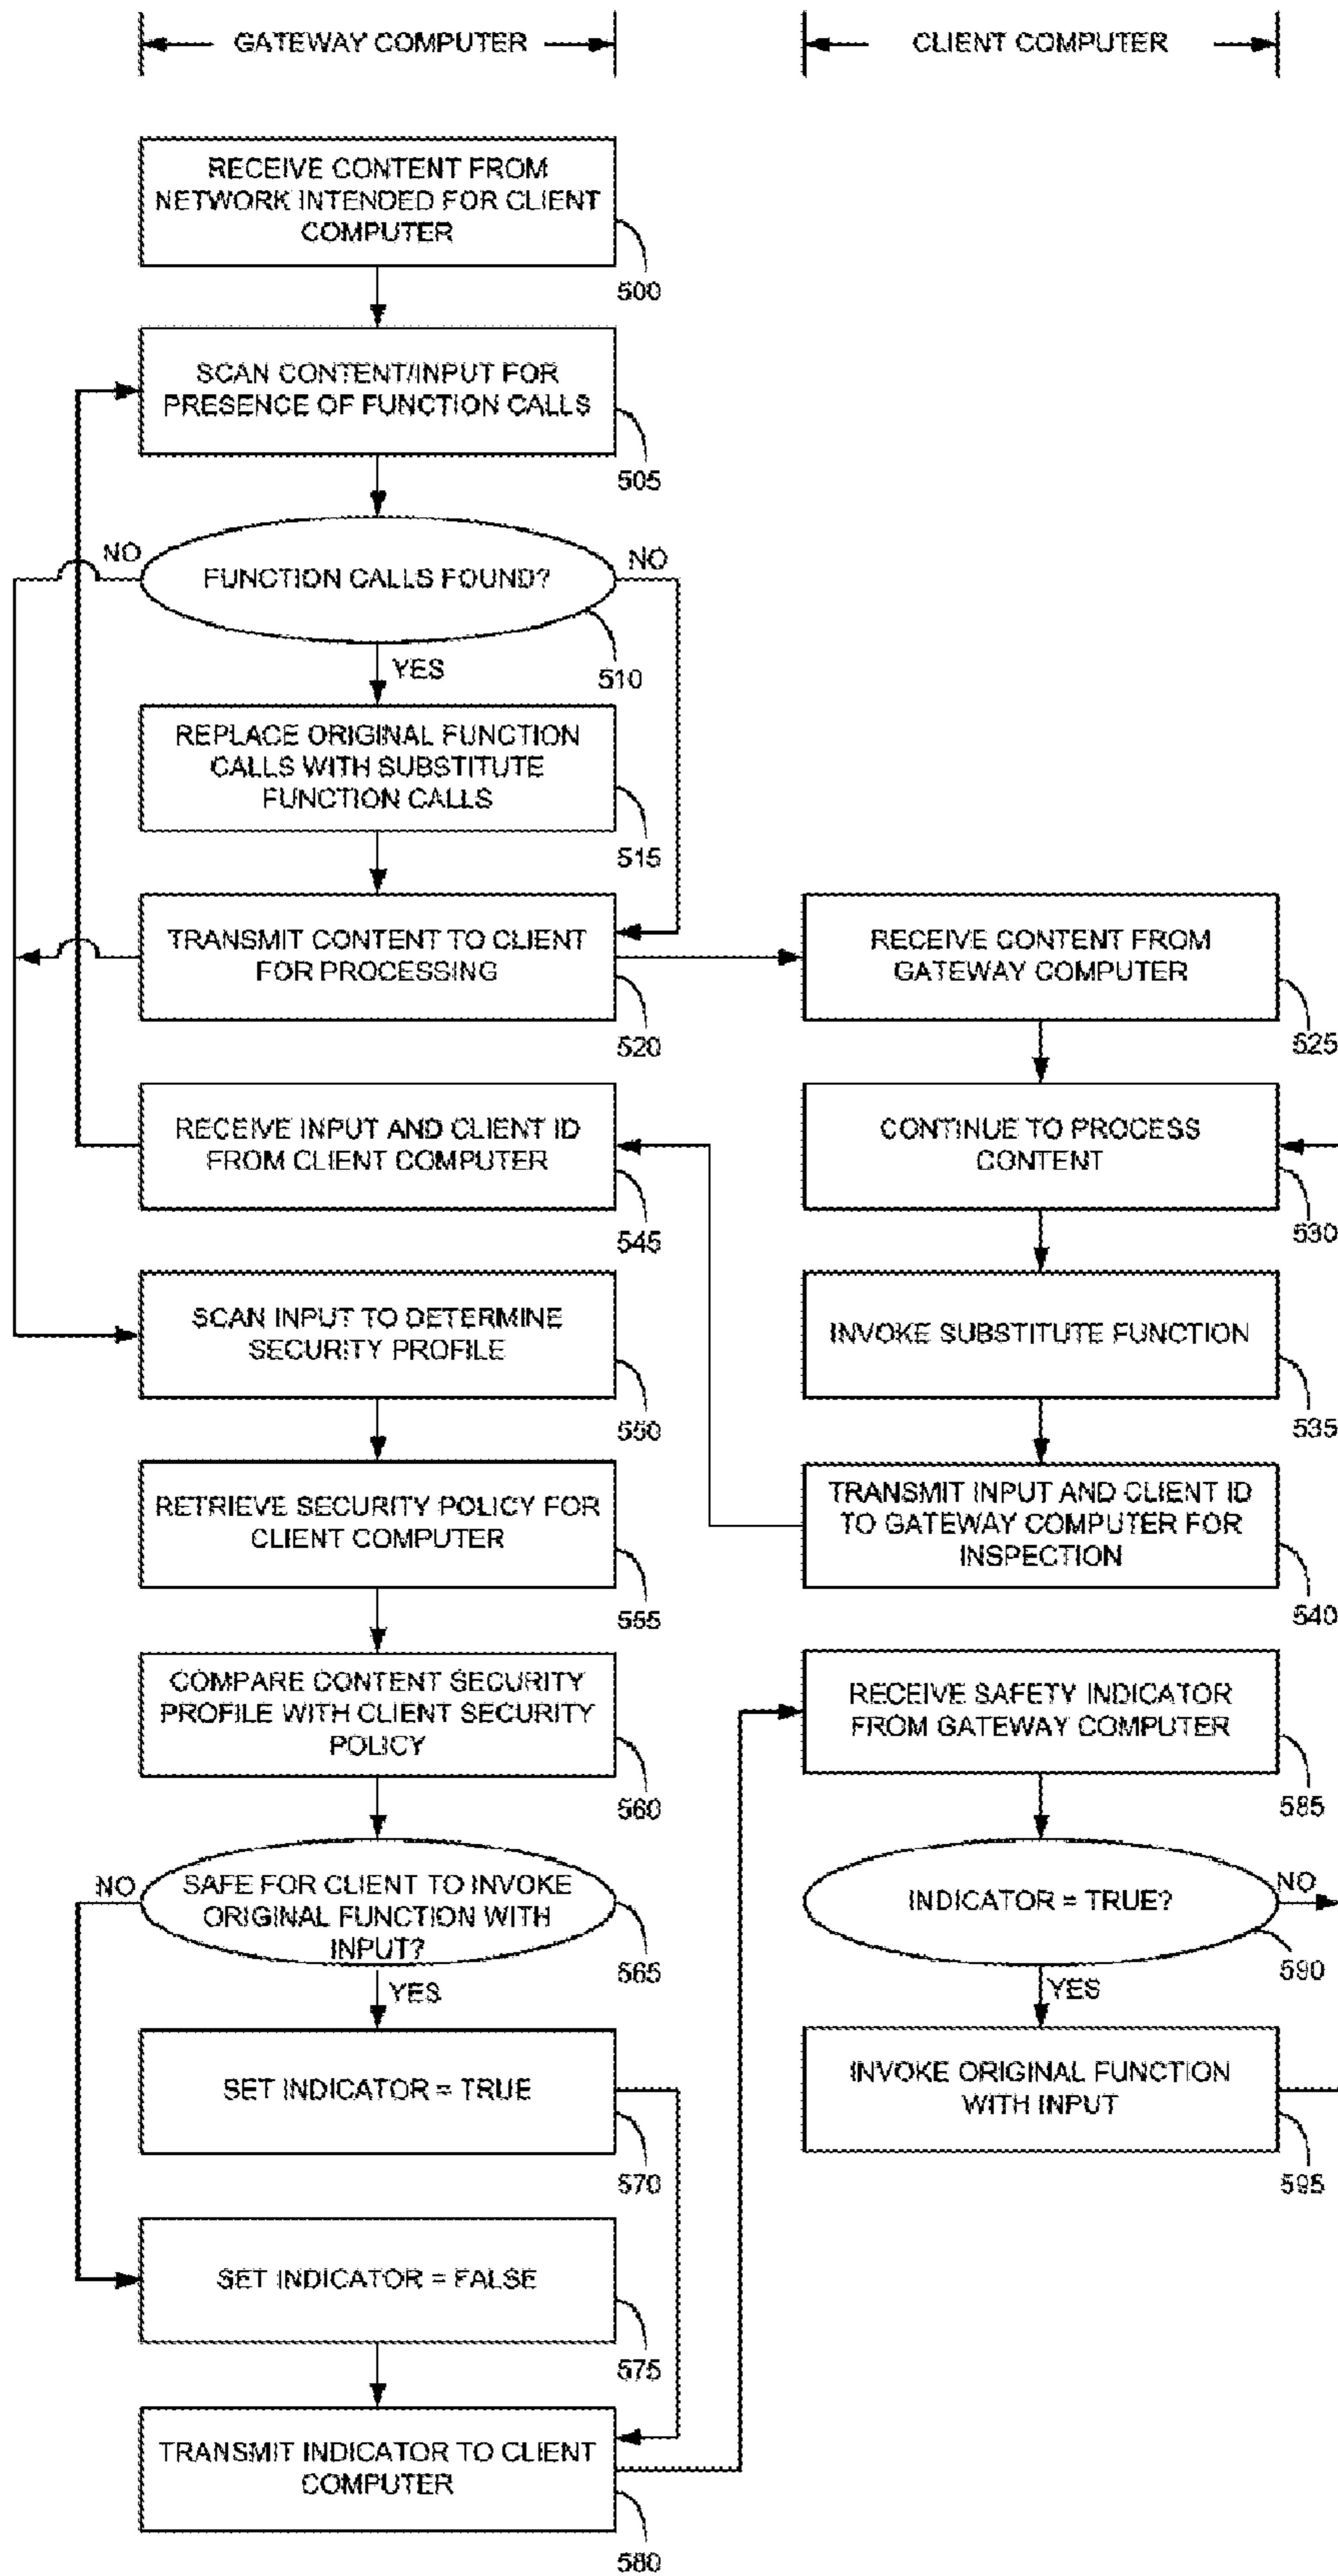 GATEWAY COMPUTER
CLIENT COMPUTER
RECEIVE CONTENT FROM
NETWORK INTENDED FOR CLIENT
COMPUTER
500
SCAN CONTENT/INPUT FOR
PRESENCE OF FUNCTION CALLS
505
NO
FUNCTION CALLS FOUND?
NO
510
YES
REPLACE ORIGINAL FUNCTION
CALLS WITH SUBSTITUTE
FUNCTION CALLS
515
TRANSMIT CONTENT TO CLIENT
FOR PROCESSING
520
RECEIVE CONTENT FROM
GATEWAY COMPUTER
525
RECEIVE INPUT AND CLIENT ID
FROM CLIENT COMPUTER
545
CONTINUE TO PROCESS
CONTENT
530
SCAN INPUT TO DETERMINE
SECURITY PROFILE
550
INVOKE SUBSTITUTE FUNCTION
535
RETRIEVE SECURITY POLICY FOR
CLIENT COMPUTER
555
TRANSMIT INPUT AND CLIENT ID
TO GATEWAY COMPUTER FOR
INSPECTION
540
COMPARE CONTENT SECURITY
PROFILE WITH CLIENT SECURITY
POLICY
560
RECEIVE SAFETY INDICATOR
FROM GATEWAY COMPUTER
585
NO
SAFE FOR CLIENT TO INVOKE
ORIGINAL FUNCTION WITH
INPUT?
565
YES
INDICATOR = TRUE?
NO
590
YES
SET INDICATOR = TRUE
570
INVOKE ORIGINAL FUNCTION
WITH INPUT
595
SET INDICATOR = FALSE
575
TRANSMIT INDICATOR TO CLIENT
COMPUTER
580